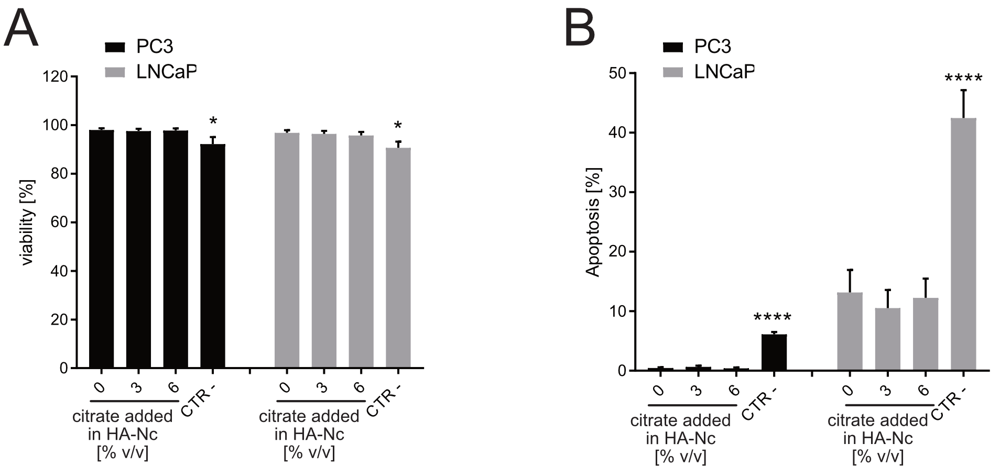 A
PC3
LNCaP
120
100
80
60
40
20
0
viability [%]
*
*
0
3
6
CTR -
0
3
6
CTR -
citrate added
in HA-Nc
[% v/v]
citrate added
in HA-Nc
[% v/v]
B
PC3
LNCaP
50
40
30
20
10
0
Apoptosis [%]
****
****
0
3
6
CTR -
0
3
6
CTR -
citrate added
in HA-Nc
[% v/v]
citrate added
in HA-Nc
[% v/v]